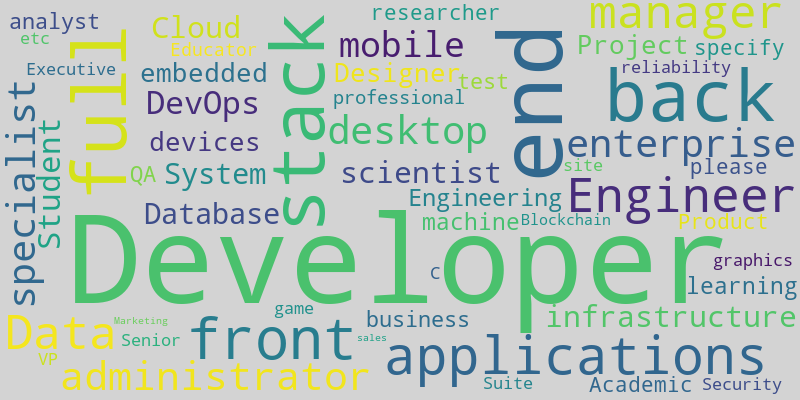 analyst
etc
Executive
specialist
Student
full
Cloud
Educator
embedded
DevOps
devices
QA
System
Database
stack
researcher
mobile
Designer
test
professional
desktop
scientist
end
manager
Project
specify
reliability
back
enterprise
site
please
Engineering
Engineer
machine
Blockchain
Product
Developer
graphics
C
learning
game
business
infrastructure
Data
Marketing
Senior
VP
front
sales
administrator
applications
Suite
Academic
Security